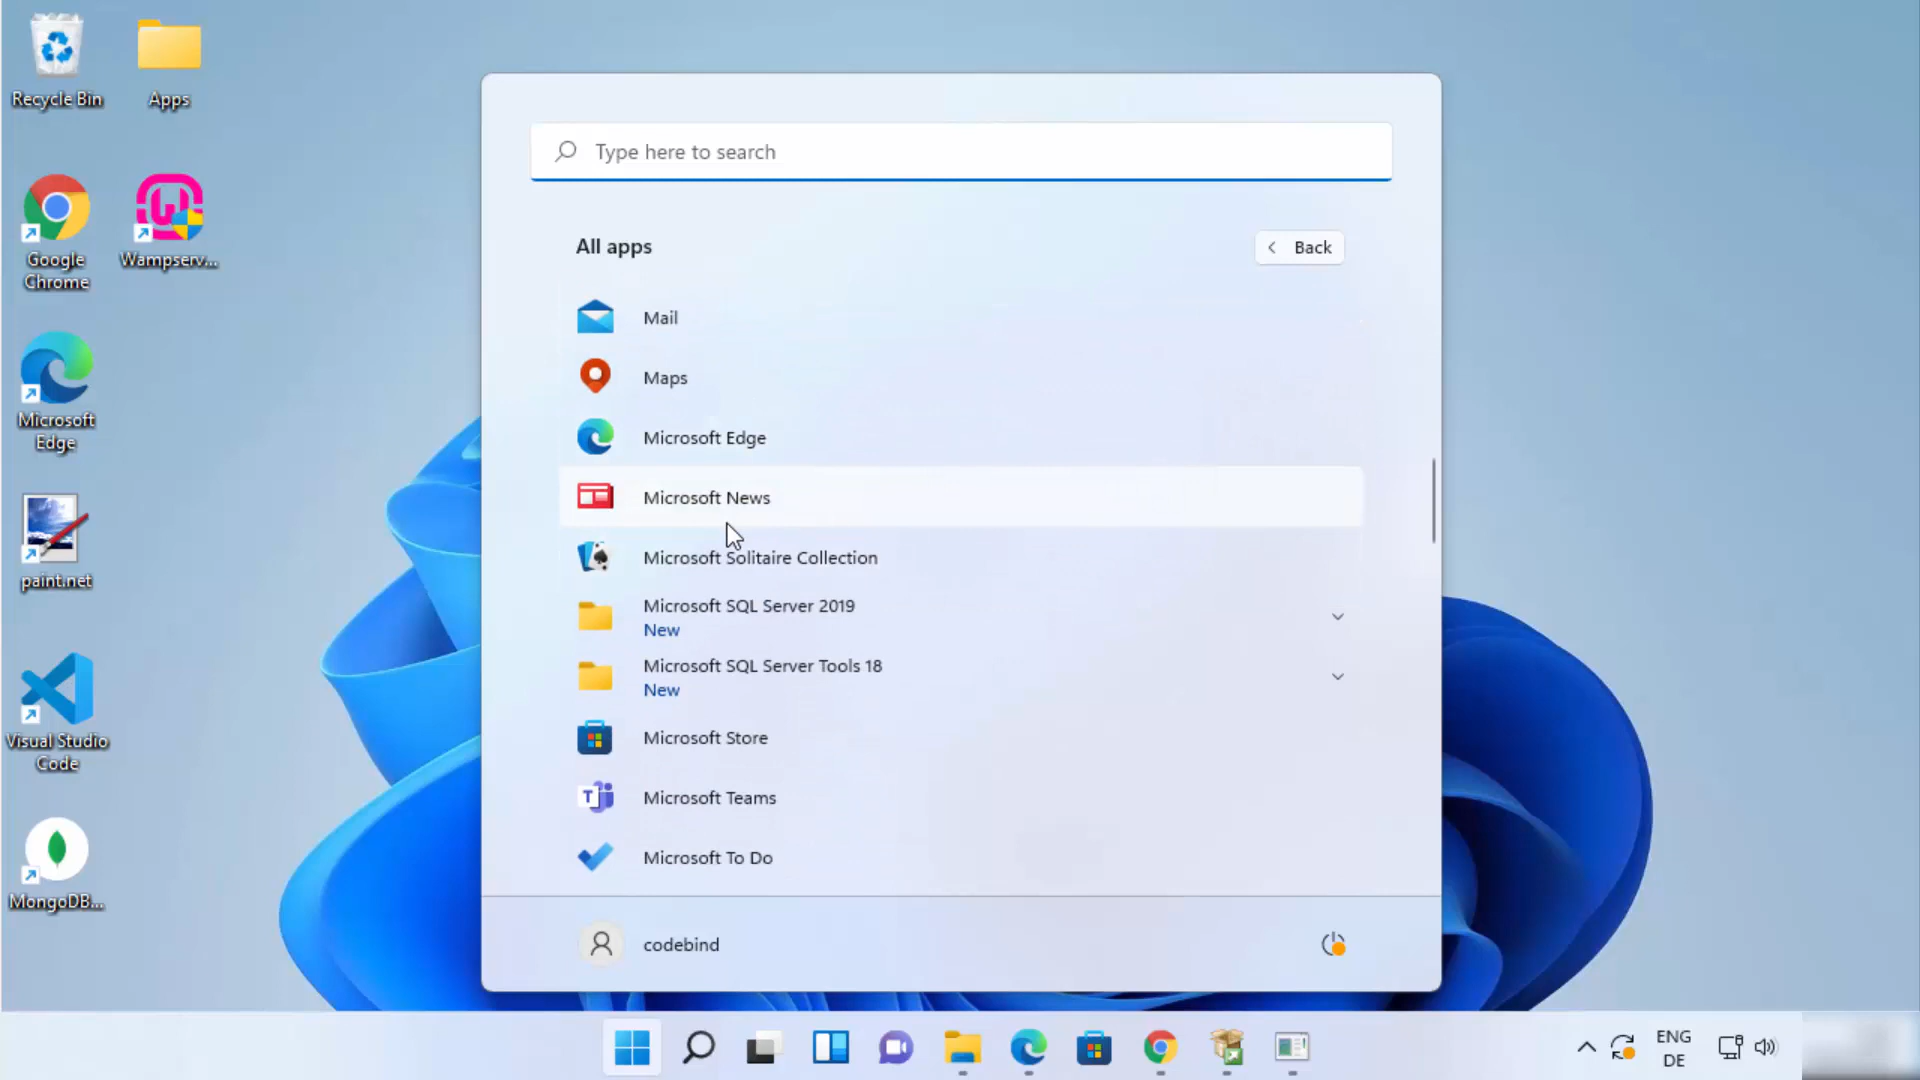 Recycle Bin
Apps
Google
Chrome
Wampserv...
Microsoft
Edge
paint.net
Visual Studio
Code
MongoDB...
Type here to search
All apps
Back
Mail
Maps
Microsoft Edge
Microsoft News
Microsoft Solitaire Collection
Microsoft SQL Server 2019
New
Microsoft SQL Server Tools 18
New
Microsoft Store
Microsoft Teams
Microsoft To Do
codebind
ENG
DE